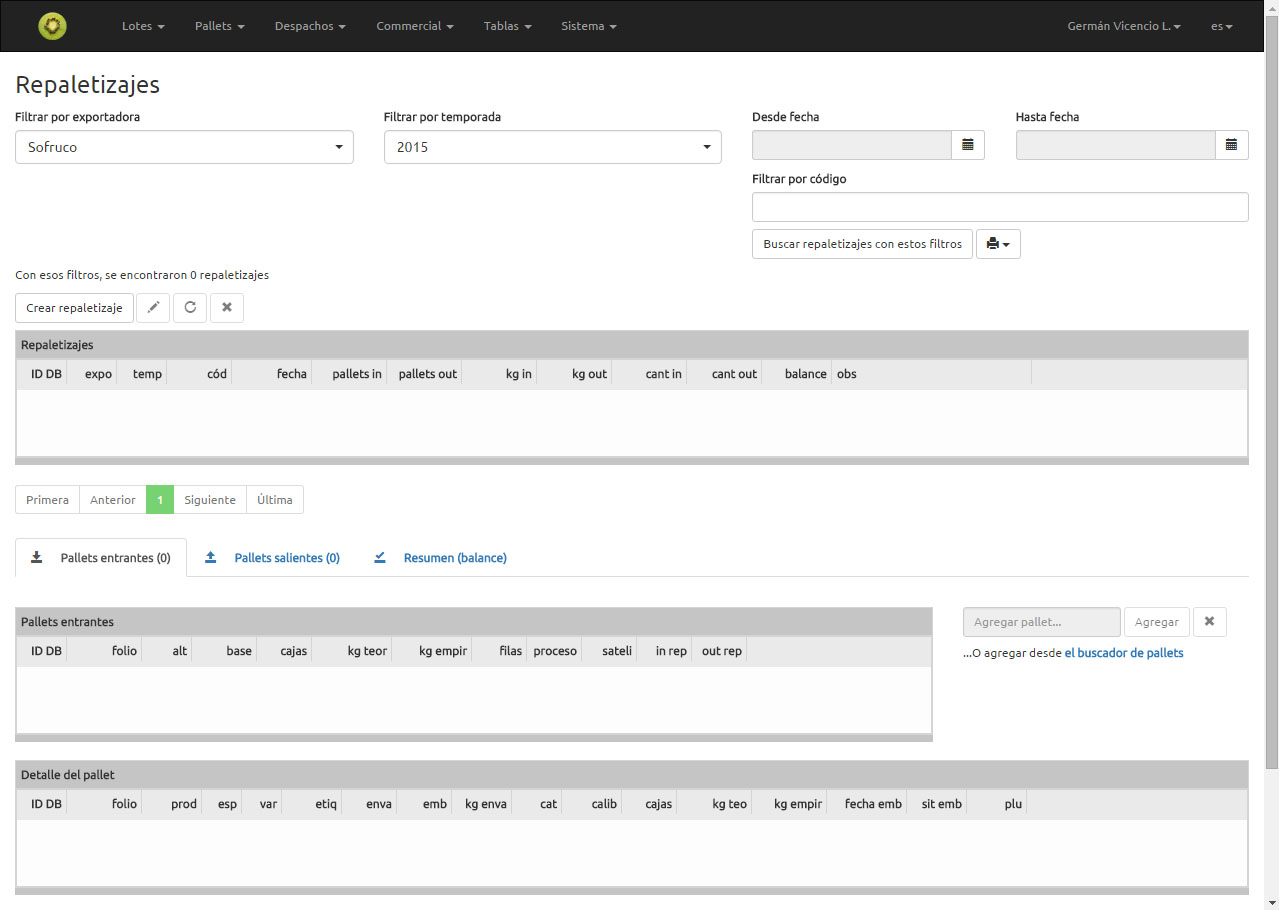 Lotes Pallets Despachos Commercial Tablas Sistema Germán Vicencio L. es
Repaletizajes
Filtrar por exportadora Filtrar por temporada Desde fecha Hasta fecha
Sofruco 2015
Filtrar por código
Buscar repaletizajes con estos filtros
Con esos filtros, se encontraron 0 repaletizajes
Crear repaletizaje
Repaletizajes
ID DB expo temp cód fecha pallets in pallets out kg in kg out cant in cant out balance obs
Primera Anterior 1 Siguiente Última
Pallets entrantes (0) Pallets salientes (0) Resumen (balance)
Pallets entrantes Agregar pallet... Agregar
ID DB folio alt base cajas kg teor kg empir filas proceso sateli in rep out rep ...O agregar desde el buscador de pallets
Detalle del pallet
ID DB folio prod esp var etiq enva emb kg enva cat calib cajas kg teo kg empir fecha emb sit emb plu